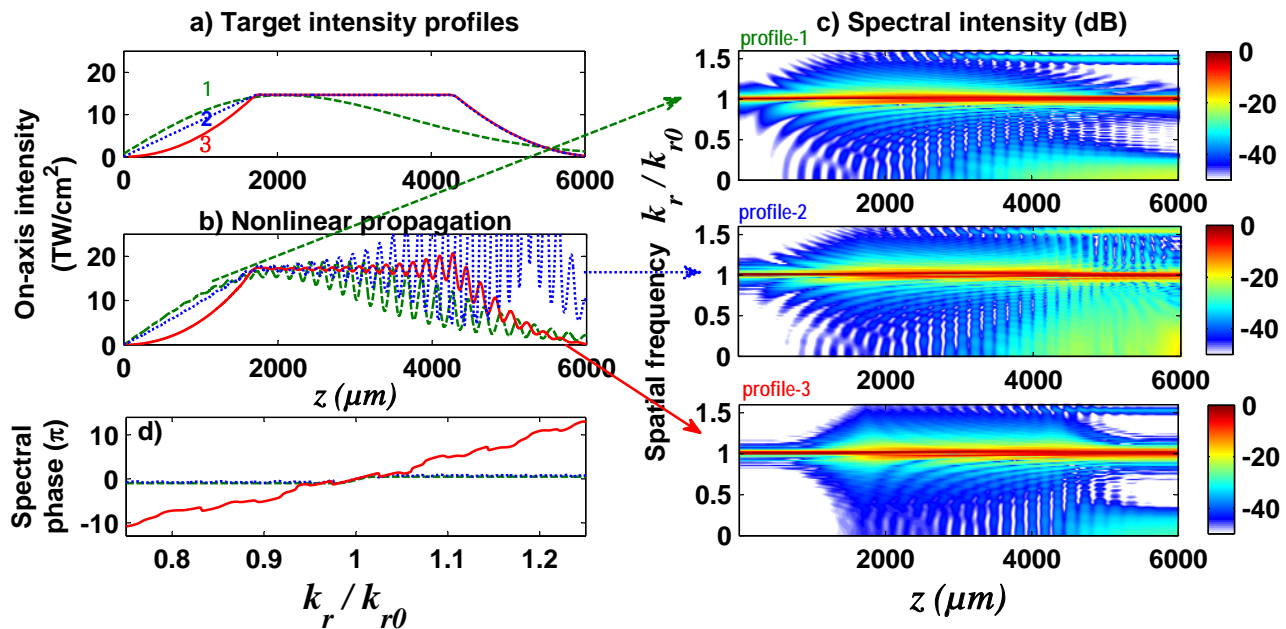 a) Target intensity profiles
20
10
0
1
2
3
0 2000 4000 6000
On-axis intensity
(TW/cm²)
b) Nonlinear propagation
20
10
0
0 2000 4000 6000
z (μm)
d)
10
0
-10
Spectral
phase (π)
0.8 0.9 1 1.1 1.2
k_r / k_r0
c) Spectral intensity (dB)
profile-1
1.5
1
0.5
0
2000 4000 6000
0
-20
-40
profile-2
1.5
1
0.5
0
2000 4000 6000
0
-20
-40
Spatial frequency k_r / k_r0
profile-3
1.5
1
0.5
0
2000 4000 6000
0
-20
-40
z (μm)